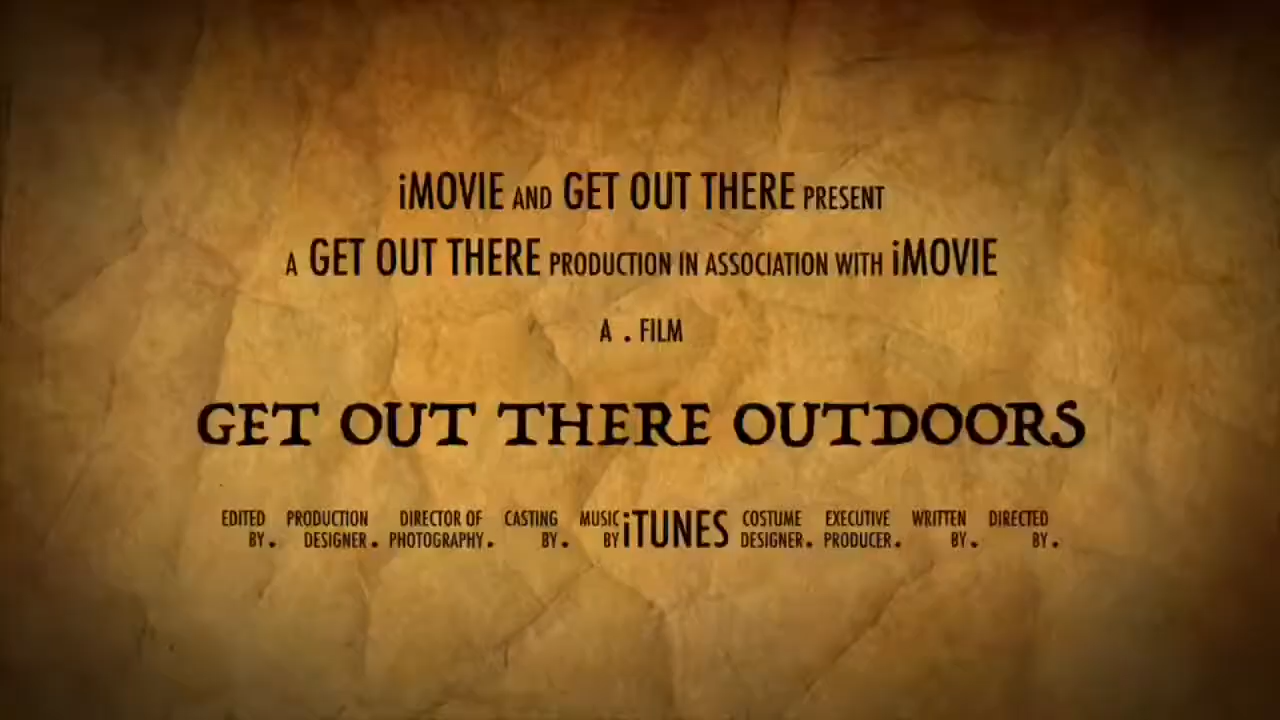 iMOVIE AND GET OUT THERE PRESENT
A GET OUT THERE PRODUCTION IN ASSOCIATION WITH iMOVIE
A . FILM
GET OUT THERE OUTDOORS
EDITED BY . PRODUCTION DESIGNER . DIRECTOR OF PHOTOGRAPHY . CASTING BY . MUSIC BY iTUNES COSTUME DESIGNER . EXECUTIVE PRODUCER . WRITTEN BY . DIRECTED BY .